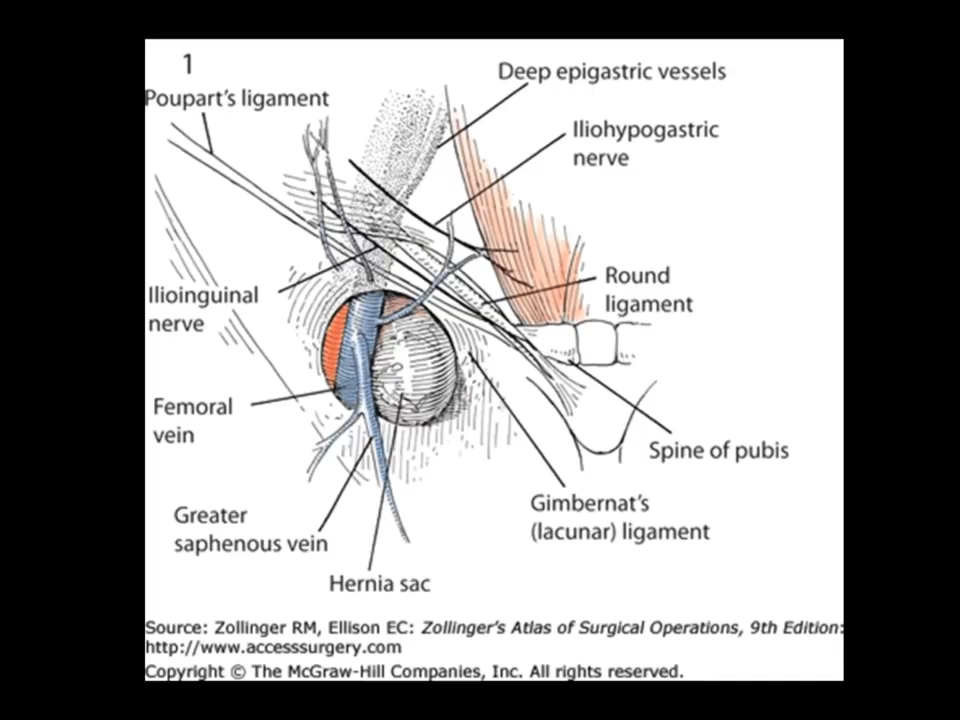 1
Deep epigastric vessels
Poupart's ligament
Iliohypogastric
nerve
Round
ligament
Ilioinguinal
nerve
Femoral
vein
Spine of pubis
Gimbernat's
(lacunar) ligament
Greater
saphenous vein
Hernia sac
Source: Zollinger RM, Ellison EC: Zollinger's Atlas of Surgical Operations, 9th Edition:
http://www.accesssurgery.com
Copyright © The McGraw-Hill Companies, Inc. All rights reserved.